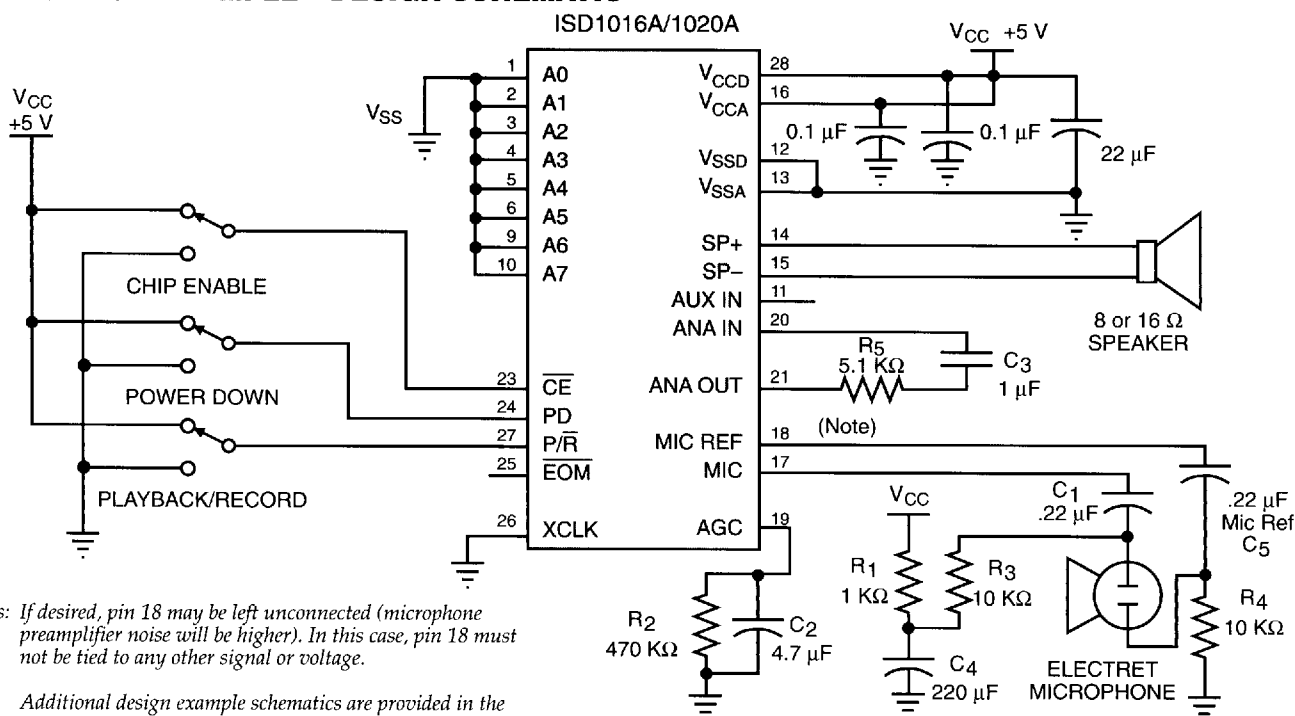 ISD1016A/1020A
VCC
+5 V
VSS
1 A0
2 A1
3 A2
4 A3
5 A4
6 A5
9 A6
10 A7
CHIP ENABLE
POWER DOWN
PLAYBACK/RECORD
23 CE
24 PD
27 P/R
25 EOM
26 XCLK
VCCD 28
VCCA 16
VSSD 12
VSSA 13
SP+ 14
SP– 15
AUX IN 11
ANA IN 20
ANA OUT 21
MIC REF 18
MIC 17
AGC 19
VCC +5 V
0.1 µF
0.1 µF
22 µF
8 or 16 Ω
SPEAKER
R5
5.1 KΩ
C3
1 µF
(Note)
VCC
C1
.22 µF
.22 µF
Mic Ref
C5
R1
1 KΩ
R3
10 KΩ
R4
10 KΩ
R2
470 KΩ
C2
4.7 µF
C4
220 µF
ELECTRET
MICROPHONE
s: If desired, pin 18 may be left unconnected (microphone
preamplifier noise will be higher). In this case, pin 18 must
not be tied to any other signal or voltage.
Additional design example schematics are provided in the